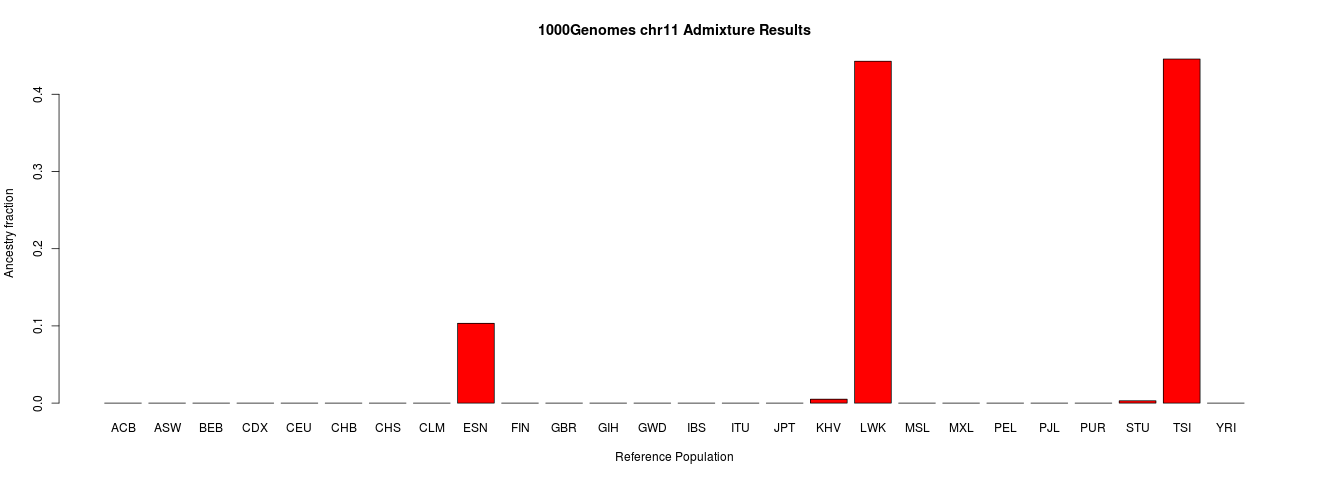 1000Genomes chr11 Admixture Results
Ancestry fraction
0.4
0.3
0.2
0.1
0.0
ACB ASW BEB CDX CEU CHB CHS CLM ESN FIN GBR GIH GWD IBS ITU JPT KHV LWK MSL MXL PEL PJL PUR STU TSI YRI
Reference Population